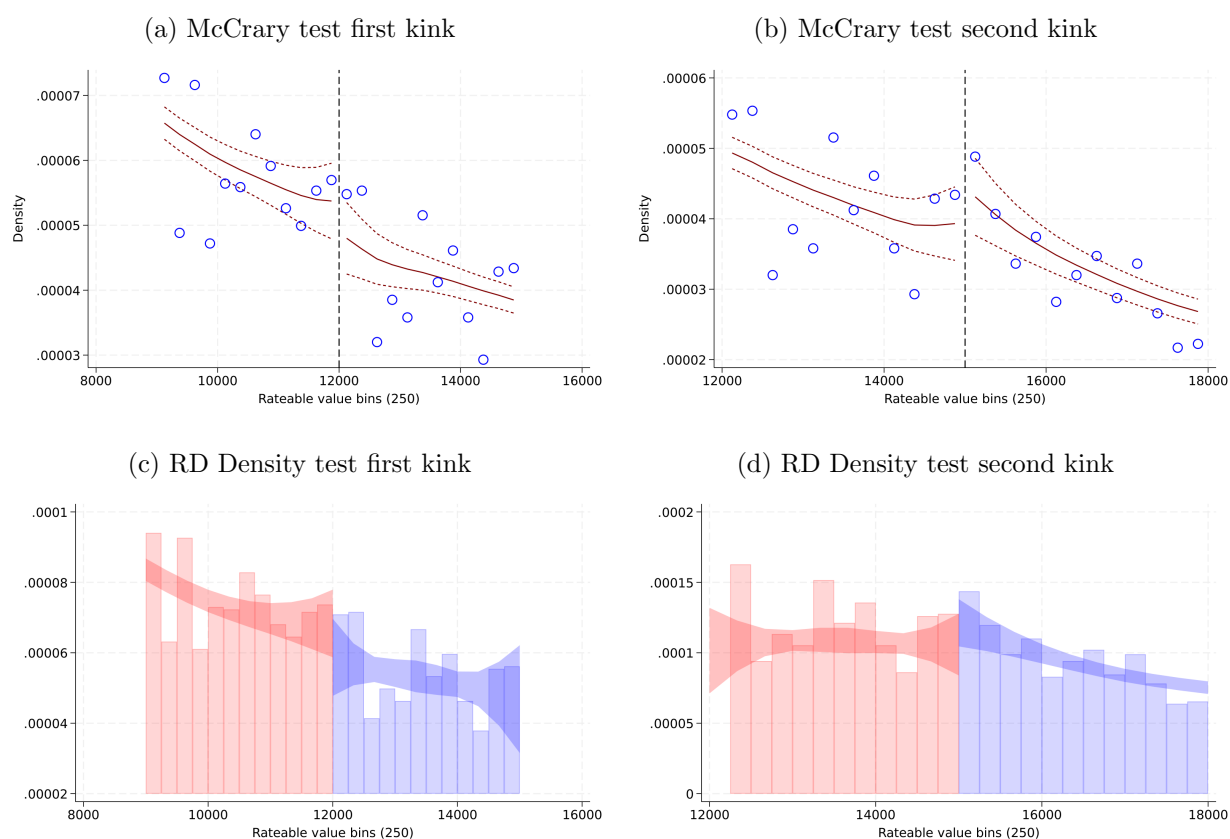 (a) McCrary test first kink
.00007
.00006
.00005
.00004
.00003
Density
8000 10000 12000 14000 16000
Rateable value bins (250)
(b) McCrary test second kink
.00006
.00005
.00004
.00003
.00002
Density
12000 14000 16000 18000
Rateable value bins (250)
(c) RD Density test first kink
.0001
.00008
.00006
.00004
.00002
8000 10000 12000 14000 16000
Rateable value bins (250)
(d) RD Density test second kink
.0002
.00015
.0001
.00005
0
12000 14000 16000 18000
Rateable value bins (250)